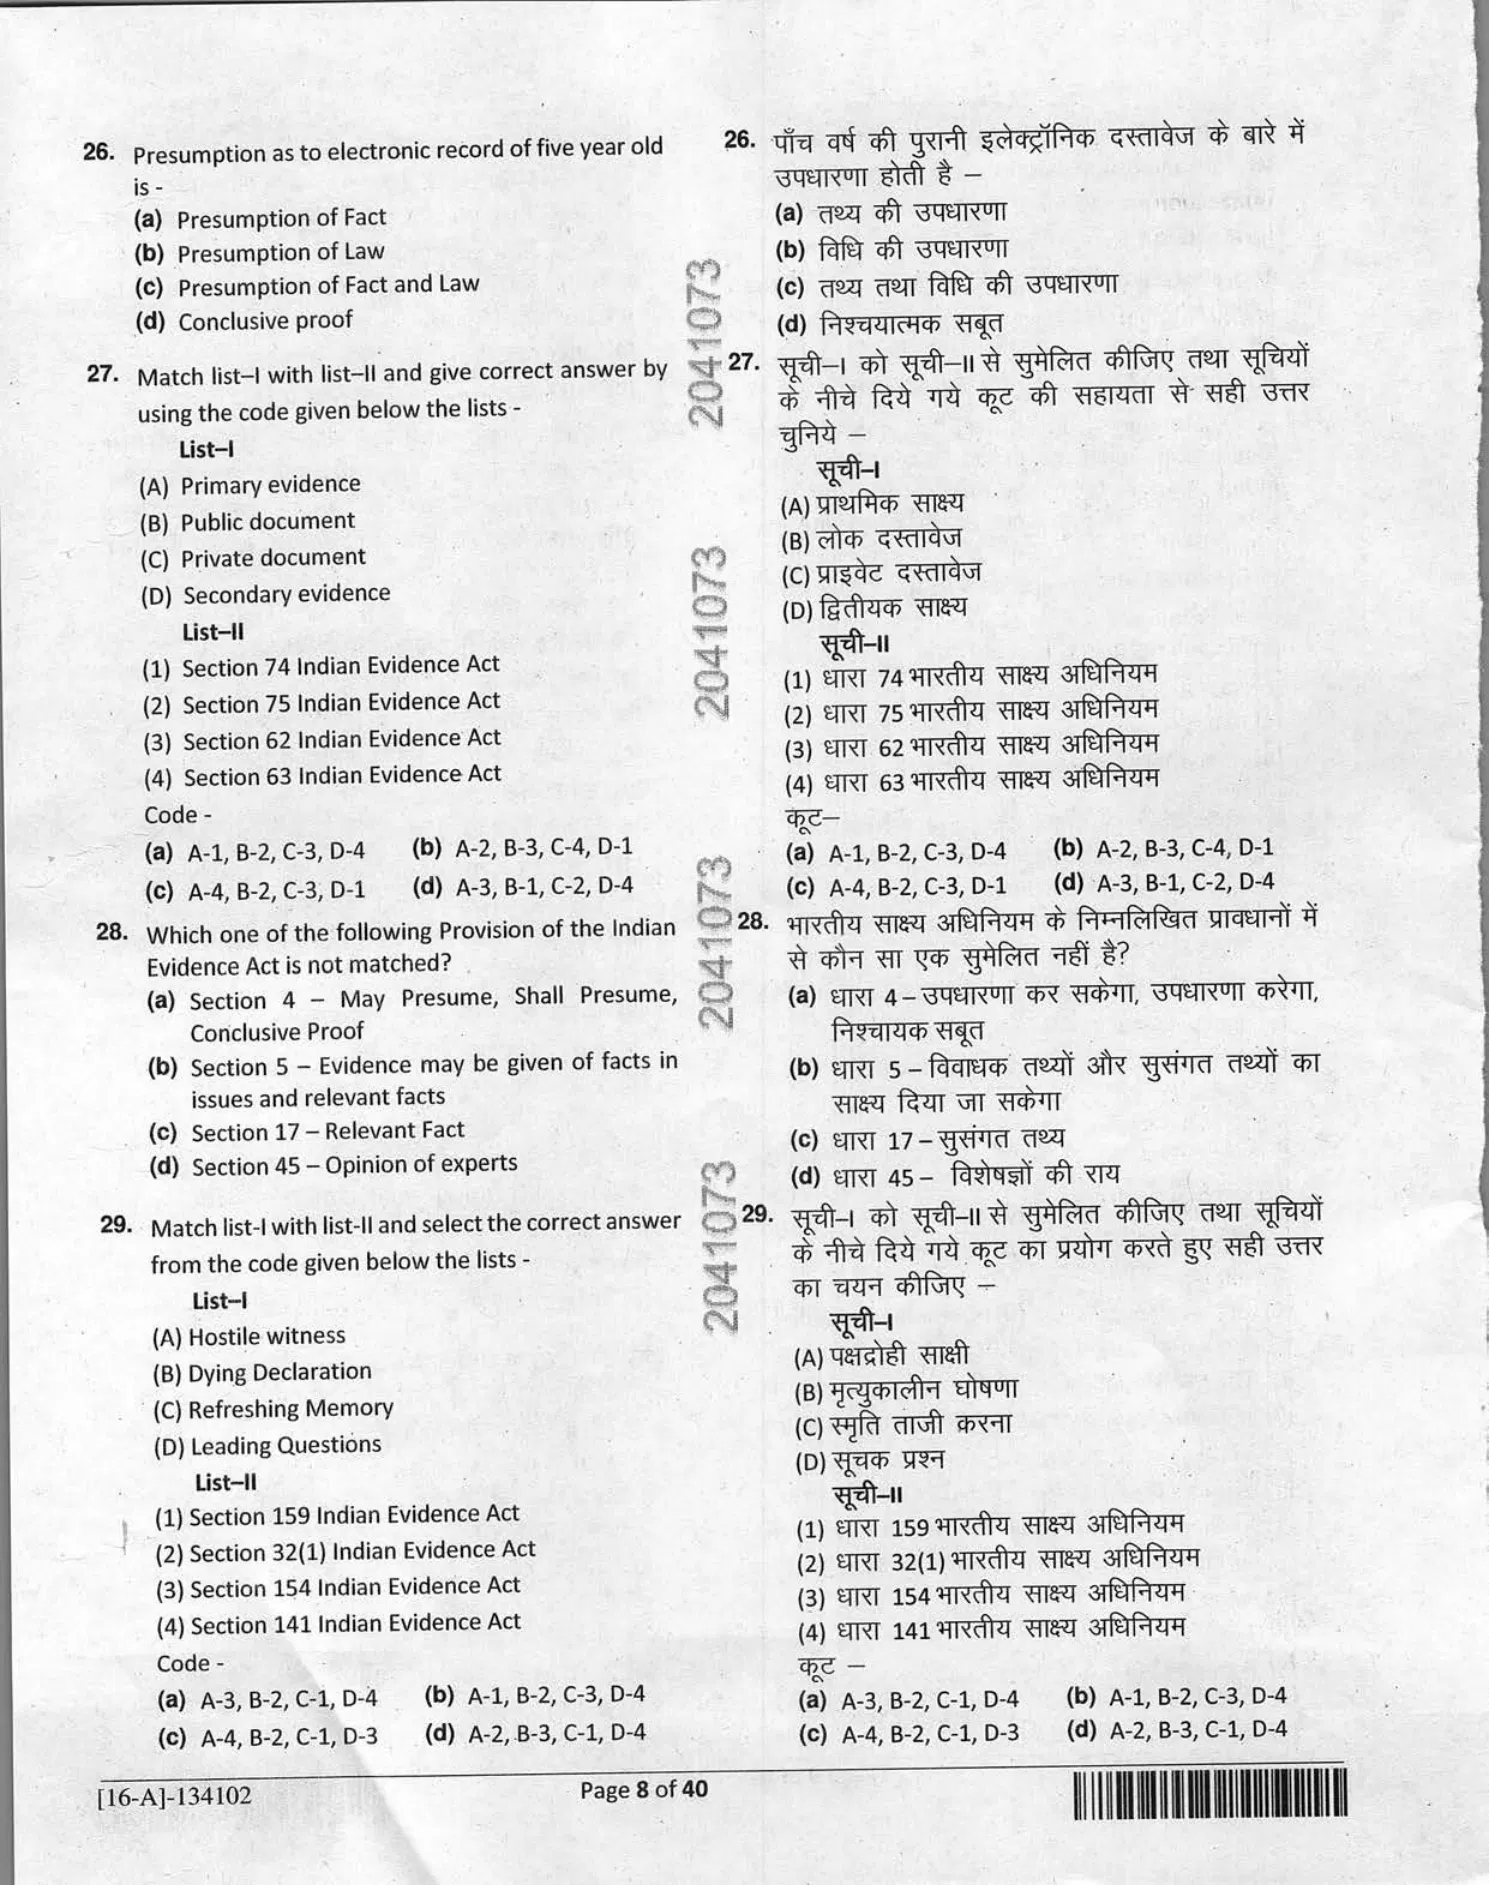 26. Presumption as to electronic record of five year old
is -
(a) Presumption of Fact
(b) Presumption of Law
(c) Presumption of Fact and Law
(d) Conclusive proof
27. Match list–I with list–II and give correct answer by
using the code given below the lists -
List–I
(A) Primary evidence
(B) Public document
(C) Private document
(D) Secondary evidence
List–II
(1) Section 74 Indian Evidence Act
(2) Section 75 Indian Evidence Act
(3) Section 62 Indian Evidence Act
(4) Section 63 Indian Evidence Act
Code -
(a) A-1, B-2, C-3, D-4 (b) A-2, B-3, C-4, D-1
(c) A-4, B-2, C-3, D-1 (d) A-3, B-1, C-2, D-4
28. Which one of the following Provision of the Indian
Evidence Act is not matched?
(a) Section 4 – May Presume, Shall Presume,
Conclusive Proof
(b) Section 5 – Evidence may be given of facts in
issues and relevant facts
(c) Section 17 – Relevant Fact
(d) Section 45 – Opinion of experts
29. Match list-I with list-II and select the correct answer
from the code given below the lists -
List–I
(A) Hostile witness
(B) Dying Declaration
(C) Refreshing Memory
(D) Leading Questions
List–II
(1) Section 159 Indian Evidence Act
(2) Section 32(1) Indian Evidence Act
(3) Section 154 Indian Evidence Act
(4) Section 141 Indian Evidence Act
Code -
(a) A-3, B-2, C-1, D-4 (b) A-1, B-2, C-3, D-4
(c) A-4, B-2, C-1, D-3 (d) A-2, B-3, C-1, D-4
2041073
2041073
2041073
2041073
26. पाँच वर्ष की पुरानी इलेक्ट्रॉनिक दस्तावेज के बारे में
उपधारणा होती है –
(a) तथ्य की उपधारणा
(b) विधि की उपधारणा
(c) तथ्य तथा विधि की उपधारणा
(d) निश्चयात्मक सबूत
27. सूची–I को सूची–II से सुमेलित कीजिए तथा सूचियों
के नीचे दिये गये कूट की सहायता से सही उत्तर
चुनिये –
सूची–I
(A) प्राथमिक साक्ष्य
(B) लोक दस्तावेज
(C) प्राइवेट दस्तावेज
(D) द्वितीयक साक्ष्य
सूची–II
(1) धारा 74 भारतीय साक्ष्य अधिनियम
(2) धारा 75 भारतीय साक्ष्य अधिनियम
(3) धारा 62 भारतीय साक्ष्य अधिनियम
(4) धारा 63 भारतीय साक्ष्य अधिनियम
कूट–
(a) A-1, B-2, C-3, D-4 (b) A-2, B-3, C-4, D-1
(c) A-4, B-2, C-3, D-1 (d) A-3, B-1, C-2, D-4
28. भारतीय साक्ष्य अधिनियम के निम्नलिखित प्रावधानों में
से कौन सा एक सुमेलित नहीं है?
(a) धारा 4 – उपधारणा कर सकेगा, उपधारणा करेगा,
निश्चायक सबूत
(b) धारा 5 – विवाधक तथ्यों और सुसंगत तथ्यों का
साक्ष्य दिया जा सकेगा
(c) धारा 17 – सुसंगत तथ्य
(d) धारा 45 – विशेषज्ञों की राय
29. सूची–I को सूची–II से सुमेलित कीजिए तथा सूचियों
के नीचे दिये गये कूट का प्रयोग करते हुए सही उत्तर
का चयन कीजिए –
सूची–I
(A) पक्षद्रोही साक्षी
(B) मृत्युकालीन घोषणा
(C) स्मृति ताजी करना
(D) सूचक प्रश्न
सूची–II
(1) धारा 159 भारतीय साक्ष्य अधिनियम
(2) धारा 32(1) भारतीय साक्ष्य अधिनियम
(3) धारा 154 भारतीय साक्ष्य अधिनियम
(4) धारा 141 भारतीय साक्ष्य अधिनियम
कूट –
(a) A-3, B-2, C-1, D-4 (b) A-1, B-2, C-3, D-4
(c) A-4, B-2, C-1, D-3 (d) A-2, B-3, C-1, D-4
[16-A]-134102 Page 8 of 40